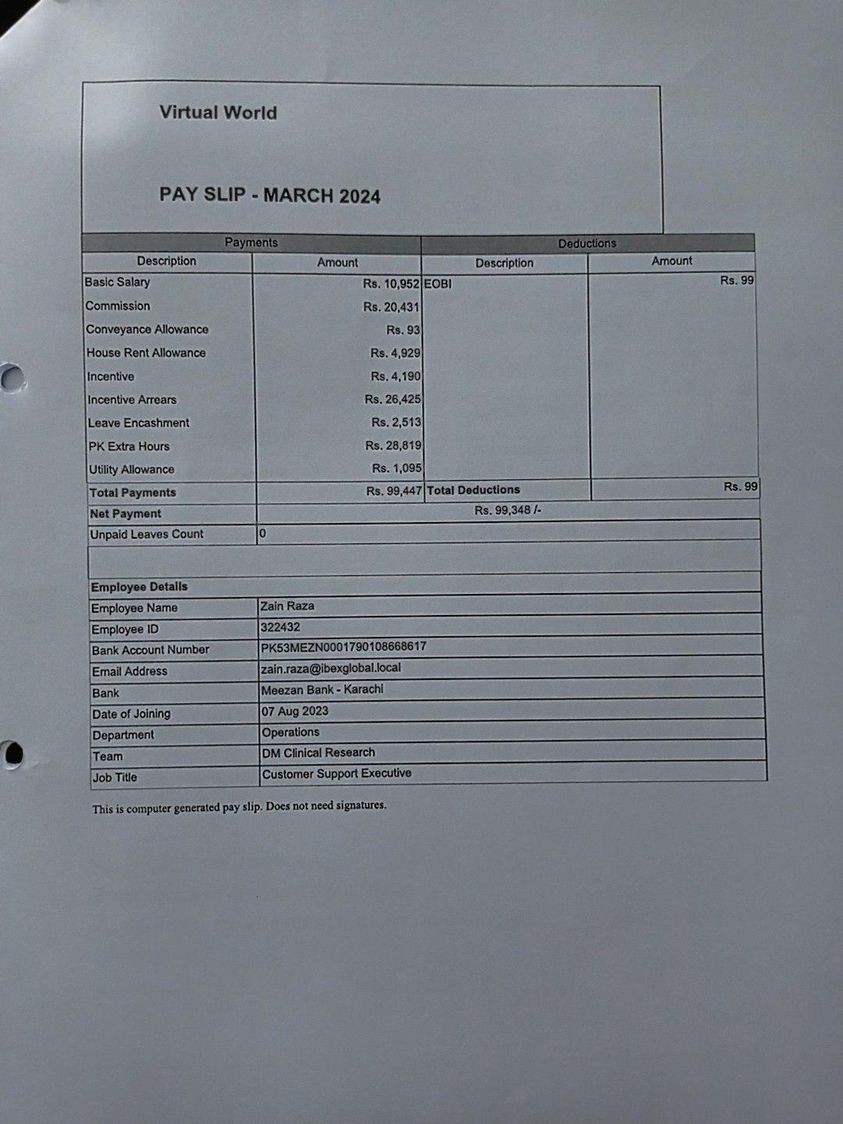 Virtual World
PAY SLIP - MARCH 2024
Payments Deductions
Description Amount Description Amount
Basic Salary Rs. 10,952 EOBI Rs. 99
Commission Rs. 20,431
Conveyance Allowance Rs. 93
House Rent Allowance Rs. 4,929
Incentive Rs. 4,190
Incentive Arrears Rs. 26,425
Leave Encashment Rs. 2,513
PK Extra Hours Rs. 28,819
Utility Allowance Rs. 1,095
Total Payments Rs. 99,447 Total Deductions Rs. 99
Net Payment Rs. 99,348 /-
Unpaid Leaves Count 0
Employee Details
Employee Name Zain Raza
Employee ID 322432
Bank Account Number PK53MEZN0001790108668617
Email Address zain.raza@ibexglobal.local
Bank Meezan Bank - Karachi
Date of Joining 07 Aug 2023
Department Operations
Team DM Clinical Research
Job Title Customer Support Executive
This is computer generated pay slip. Does not need signatures.